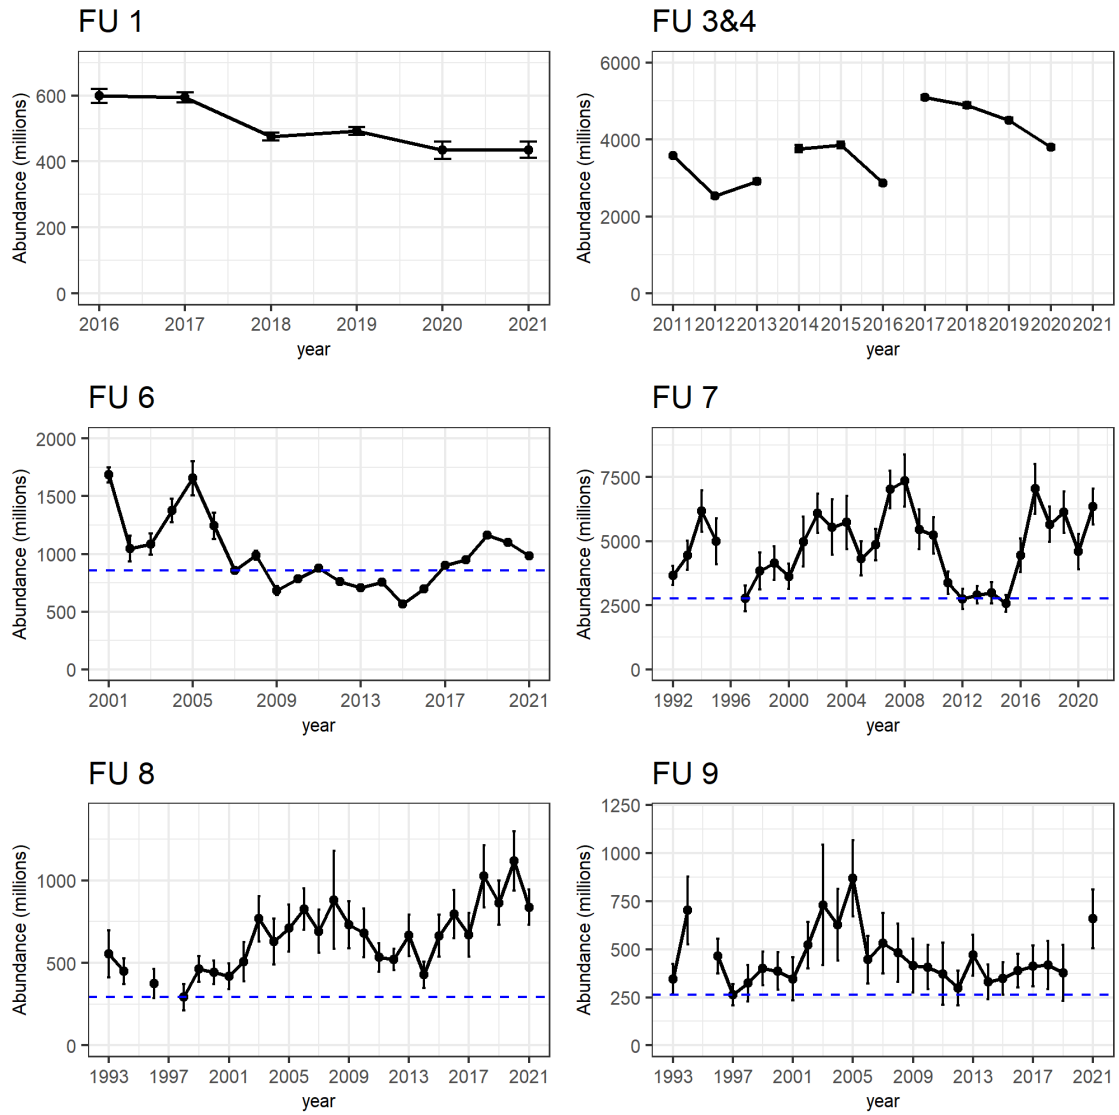 FU 1
Abundance (millions)
600
400
200
0
2016 2017 2018 2019 2020 2021
year
FU 3&4
Abundance (millions)
6000
4000
2000
0
2011 2012 2013 2014 2015 2016 2017 2018 2019 2020 2021
year
FU 6
Abundance (millions)
2000
1500
1000
500
0
2001 2005 2009 2013 2017 2021
year
FU 7
Abundance (millions)
7500
5000
2500
0
1992 1996 2000 2004 2008 2012 2016 2020
year
FU 8
Abundance (millions)
1000
500
0
1993 1997 2001 2005 2009 2013 2017 2021
year
FU 9
Abundance (millions)
1250
1000
750
500
250
0
1993 1997 2001 2005 2009 2013 2017 2021
year